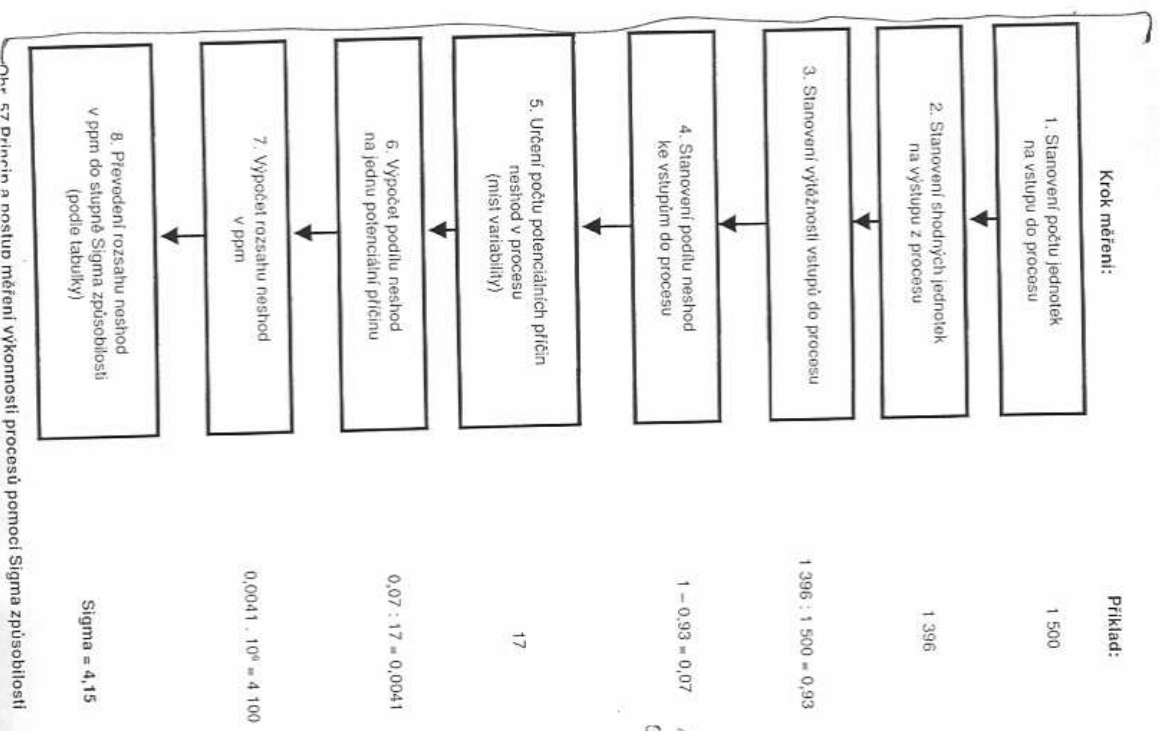 Krok měření:
Příklad:
1. Stanovení počtu jednotek
na vstupu do procesu
1 500
2. Stanovení shodných jednotek
na výstupu z procesu
1 396
3. Stanovení výtěžnosti vstupů do procesu
1 396 : 1 500 = 0,93
4. Stanovení podílu neshod
ke vstupům do procesu
1 – 0,93 = 0,07
5. Určení počtu potenciálních příčin
neshod v procesu
(míst variability)
17
6. Výpočet podílu neshod
na jednu potenciální příčinu
0,07 : 17 = 0,0041
7. Výpočet rozsahu neshod
v ppm
0,0041 . 10⁶ = 4 100
8. Převedení rozsahu neshod
v ppm do stupně Sigma způsobilosti
(podle tabulky)
Sigma = 4,15
Obr. 57 Princip a postup měření výkonnosti procesů pomocí Sigma způsobilosti